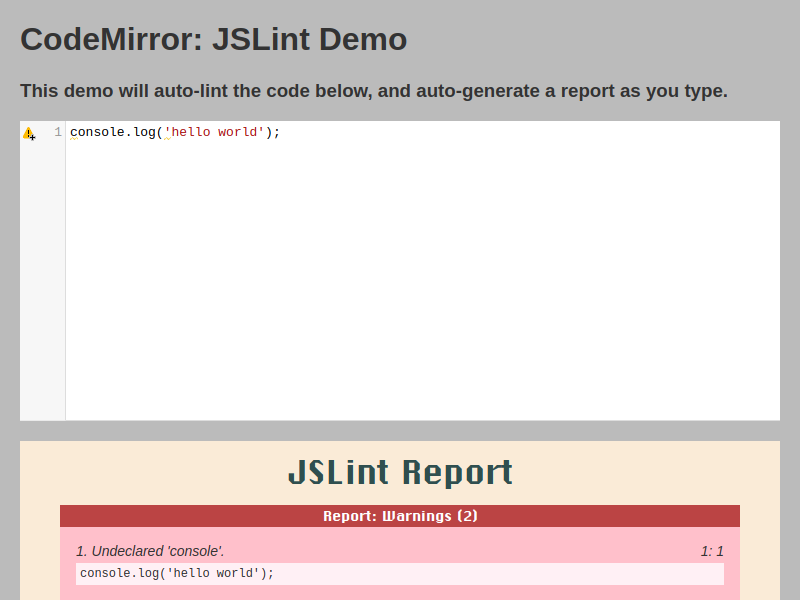 CodeMirror: JSLint Demo
This demo will auto-lint the code below, and auto-generate a report as you type.
1 console.log('hello world');
JSLint Report
Report: Warnings (2)
1. Undeclared 'console'. 1: 1
console.log('hello world');